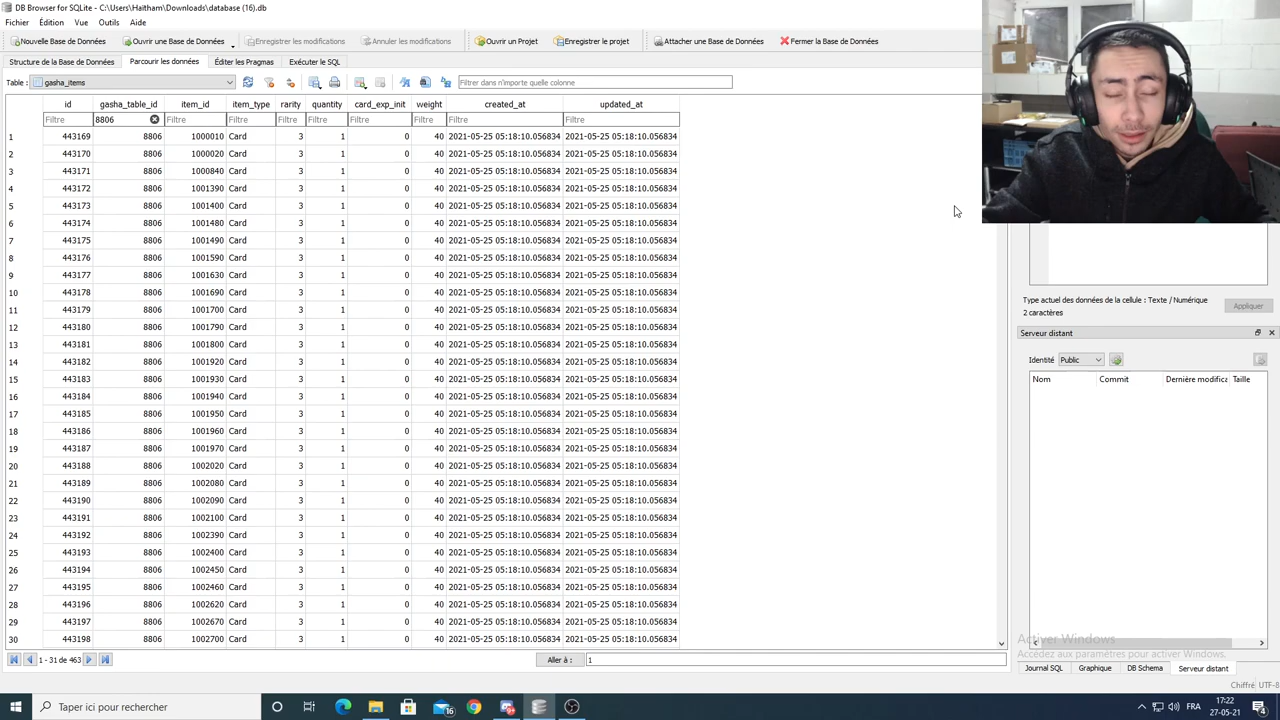 DB Browser for SQLite - C:\Users\Haitham\Downloads\database (16).db
Fichier Édition Vue Outils Aide
Nouvelle Base de Données Ouvrir une Base de Données Enregistrer les modifications Annuler les modifications Ouvrir un Projet Enregistrer le projet Attacher une Base de Données Fermer la Base de Données
Structure de la Base de Données Parcourir les données Éditer les Pragmas Exécuter le SQL
Table : gasha_items Filtrer dans n'importe quelle colonne
id gasha_table_id item_id item_type rarity quantity card_exp_init weight created_at updated_at
Filtre 8806 Filtre Filtre Filtre Filtre Filtre Filtre Filtre Filtre
1 443169 8806 1000010 Card 3 1 0 40 2021-05-25 05:18:10.056834 2021-05-25 05:18:10.056834
2 443170 8806 1000020 Card 3 1 0 40 2021-05-25 05:18:10.056834 2021-05-25 05:18:10.056834
3 443171 8806 1000840 Card 3 1 0 40 2021-05-25 05:18:10.056834 2021-05-25 05:18:10.056834
4 443172 8806 1001390 Card 3 1 0 40 2021-05-25 05:18:10.056834 2021-05-25 05:18:10.056834
5 443173 8806 1001400 Card 3 1 0 40 2021-05-25 05:18:10.056834 2021-05-25 05:18:10.056834
6 443174 8806 1001480 Card 3 1 0 40 2021-05-25 05:18:10.056834 2021-05-25 05:18:10.056834
7 443175 8806 1001490 Card 3 1 0 40 2021-05-25 05:18:10.056834 2021-05-25 05:18:10.056834
8 443176 8806 1001590 Card 3 1 0 40 2021-05-25 05:18:10.056834 2021-05-25 05:18:10.056834
9 443177 8806 1001630 Card 3 1 0 40 2021-05-25 05:18:10.056834 2021-05-25 05:18:10.056834
10 443178 8806 1001690 Card 3 1 0 40 2021-05-25 05:18:10.056834 2021-05-25 05:18:10.056834
11 443179 8806 1001700 Card 3 1 0 40 2021-05-25 05:18:10.056834 2021-05-25 05:18:10.056834
12 443180 8806 1001790 Card 3 1 0 40 2021-05-25 05:18:10.056834 2021-05-25 05:18:10.056834
13 443181 8806 1001800 Card 3 1 0 40 2021-05-25 05:18:10.056834 2021-05-25 05:18:10.056834
14 443182 8806 1001920 Card 3 1 0 40 2021-05-25 05:18:10.056834 2021-05-25 05:18:10.056834
15 443183 8806 1001930 Card 3 1 0 40 2021-05-25 05:18:10.056834 2021-05-25 05:18:10.056834
16 443184 8806 1001940 Card 3 1 0 40 2021-05-25 05:18:10.056834 2021-05-25 05:18:10.056834
17 443185 8806 1001950 Card 3 1 0 40 2021-05-25 05:18:10.056834 2021-05-25 05:18:10.056834
18 443186 8806 1001960 Card 3 1 0 40 2021-05-25 05:18:10.056834 2021-05-25 05:18:10.056834
19 443187 8806 1001970 Card 3 1 0 40 2021-05-25 05:18:10.056834 2021-05-25 05:18:10.056834
20 443188 8806 1002020 Card 3 1 0 40 2021-05-25 05:18:10.056834 2021-05-25 05:18:10.056834
21 443189 8806 1002080 Card 3 1 0 40 2021-05-25 05:18:10.056834 2021-05-25 05:18:10.056834
22 443190 8806 1002090 Card 3 1 0 40 2021-05-25 05:18:10.056834 2021-05-25 05:18:10.056834
23 443191 8806 1002100 Card 3 1 0 40 2021-05-25 05:18:10.056834 2021-05-25 05:18:10.056834
24 443192 8806 1002390 Card 3 1 0 40 2021-05-25 05:18:10.056834 2021-05-25 05:18:10.056834
25 443193 8806 1002400 Card 3 1 0 40 2021-05-25 05:18:10.056834 2021-05-25 05:18:10.056834
26 443194 8806 1002450 Card 3 1 0 40 2021-05-25 05:18:10.056834 2021-05-25 05:18:10.056834
27 443195 8806 1002460 Card 3 1 0 40 2021-05-25 05:18:10.056834 2021-05-25 05:18:10.056834
28 443196 8806 1002620 Card 3 1 0 40 2021-05-25 05:18:10.056834 2021-05-25 05:18:10.056834
29 443197 8806 1002670 Card 3 1 0 40 2021-05-25 05:18:10.056834 2021-05-25 05:18:10.056834
30 443198 8806 1002700 Card 3 1 0 40 2021-05-25 05:18:10.056834 2021-05-25 05:18:10.056834
1 - 31 de 463 Aller à : 1
Type actuel des données de la cellule : Texte / Numérique
2 caractères Appliquer
Serveur distant
Identité Public
Nom Commit Dernière modifica Taille
Activer Windows
Accédez aux paramètres pour activer Windows.
Journal SQL Graphique DB Schema Serveur distant
Chiffré UTF-8
Taper ici pour rechercher
16
17:22
27-05-21
4